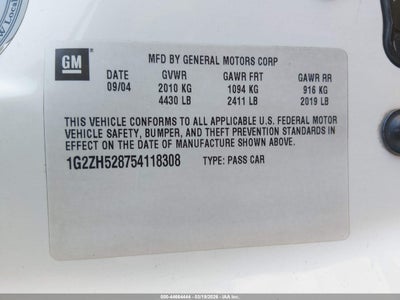 W Local
GM
MFD BY GENERAL MOTORS CORP
DATE GVWR GAWR FRT GAWR RR
09/04 2010 KG 1094 KG 916 KG
4430 LB 2411 LB 2019 LB
THIS VEHICLE CONFORMS TO ALL APPLICABLE U.S. FEDERAL MOTOR
VEHICLE SAFETY, BUMPER, AND THEFT PREVENTION STANDARDS IN
EFFECT ON THE DATE OF MANUFACTURE SHOWN ABOVE.
1G2ZH528754118308 TYPE: PASS CAR